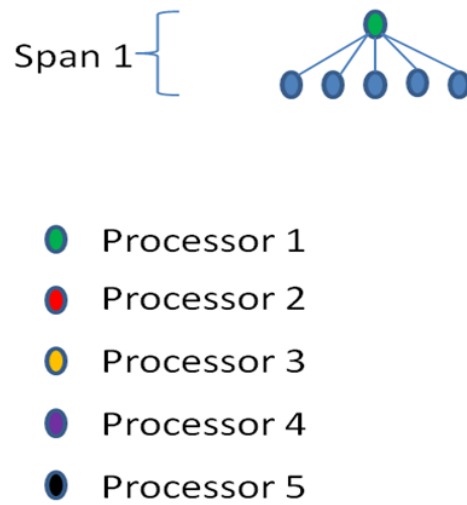 Span 1
Processor 1
Processor 2
Processor 3
Processor 4
Processor 5